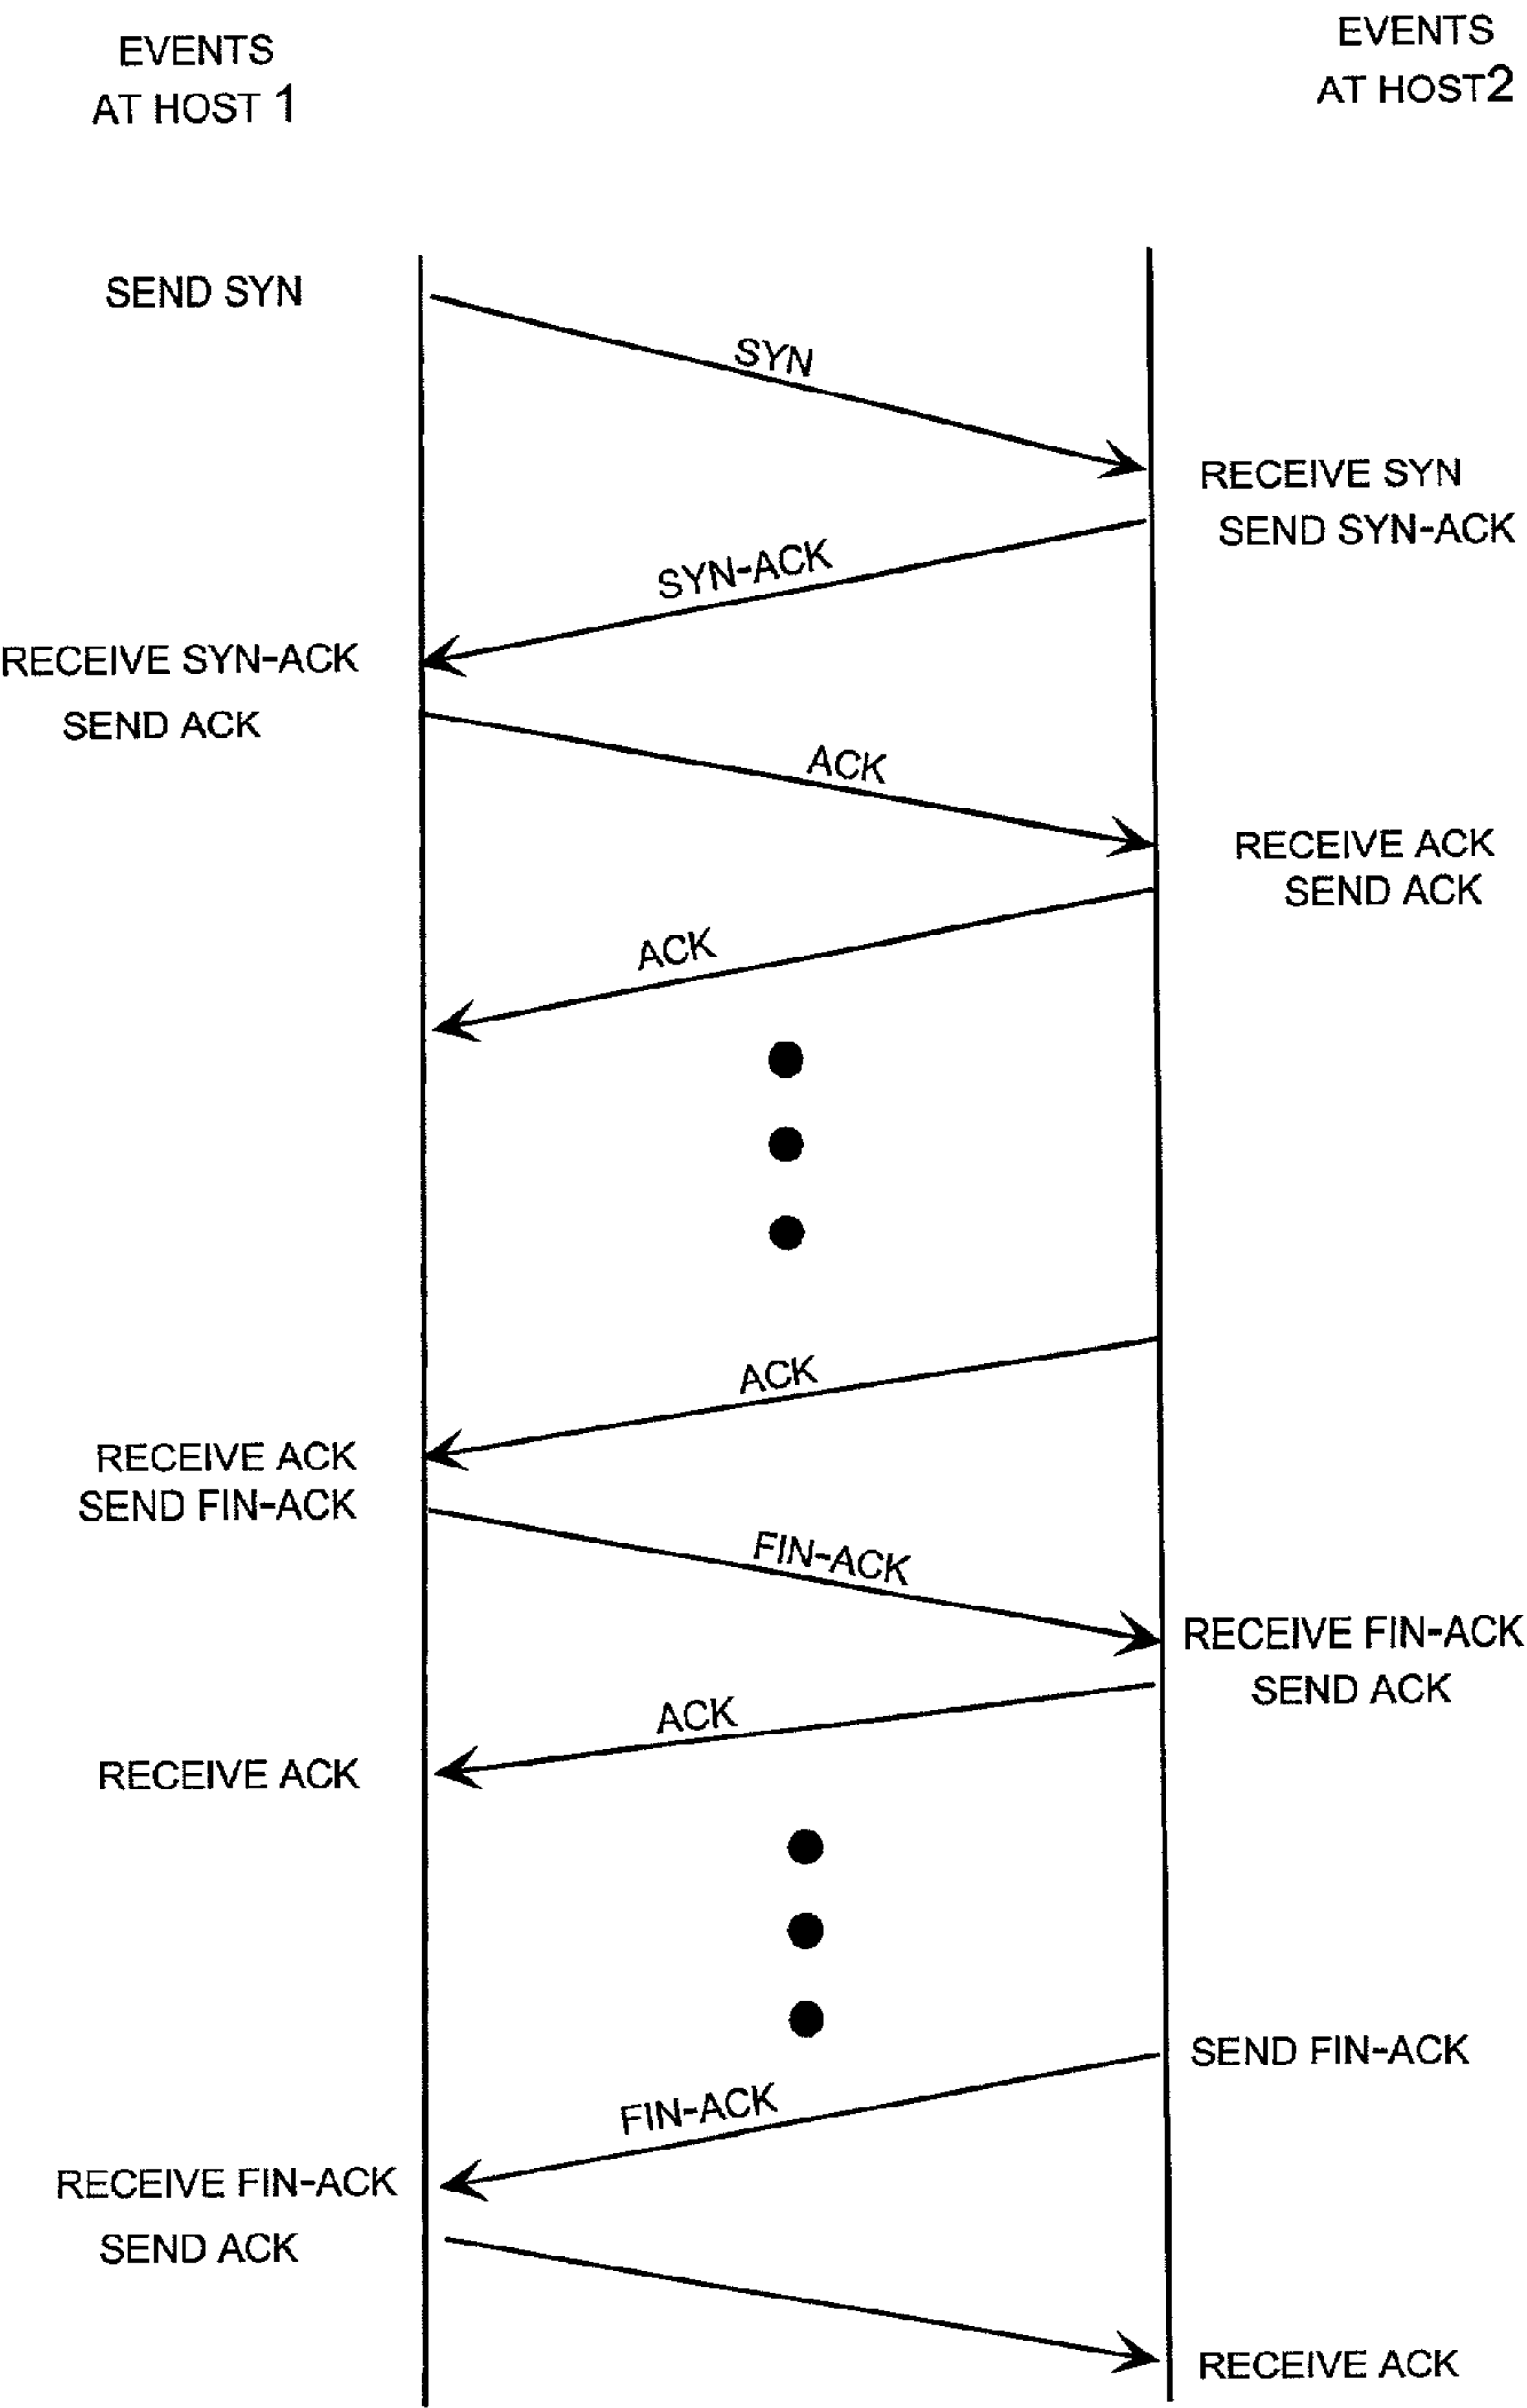 EVENTS
AT HOST 1
EVENTS
AT HOST2
SEND SYN
SYN
RECEIVE SYN
SEND SYN-ACK
SYN-ACK
RECEIVE SYN-ACK
SEND ACK
ACK
RECEIVE ACK
SEND ACK
ACK
ACK
RECEIVE ACK
SEND FIN-ACK
FIN-ACK
RECEIVE FIN-ACK
SEND ACK
ACK
RECEIVE ACK
SEND FIN-ACK
FIN-ACK
RECEIVE FIN-ACK
SEND ACK
RECEIVE ACK